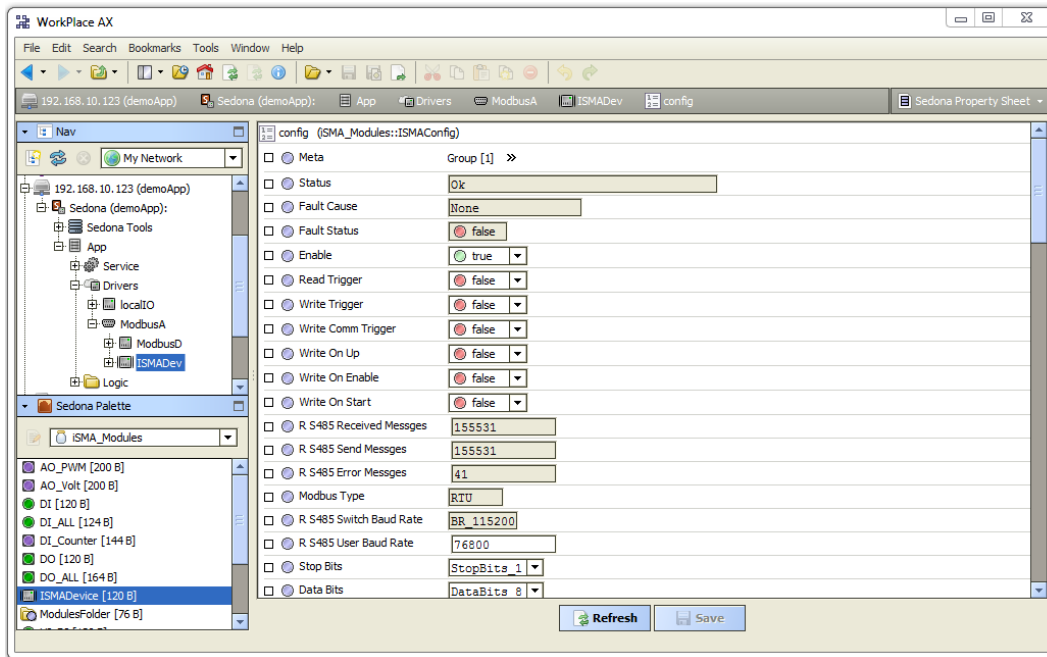 WorkPlace AX
File Edit Search Bookmarks Tools Window Help
192.168.10.123 (demoApp) Sedona (demoApp): App Drivers ModbusA ISMADev config Sedona Property Sheet
Nav
My Network
192.168.10.123 (demoApp)
Sedona (demoApp):
Sedona Tools
App
Service
Drivers
localIO
ModbusA
ModbusD
ISMADev
Logic
Sedona Palette
iSMA_Modules
AO_PWM [200 B]
AO_Volt [200 B]
DI [120 B]
DI_ALL [124 B]
DI_Counter [144 B]
DO [120 B]
DO_ALL [164 B]
ISMADevice [120 B]
ModulesFolder [76 B]
config (iSMA_Modules::ISMAConfig)
Meta Group [1] »
Status Ok
Fault Cause None
Fault Status false
Enable true
Read Trigger false
Write Trigger false
Write Comm Trigger false
Write On Up false
Write On Enable false
Write On Start false
R S485 Received Messges 155531
R S485 Send Messges 155531
R S485 Error Messges 41
Modbus Type RTU
R S485 Switch Baud Rate BR_115200
R S485 User Baud Rate 76800
Stop Bits StopBits_1
Data Bits DataBits 8
Refresh Save